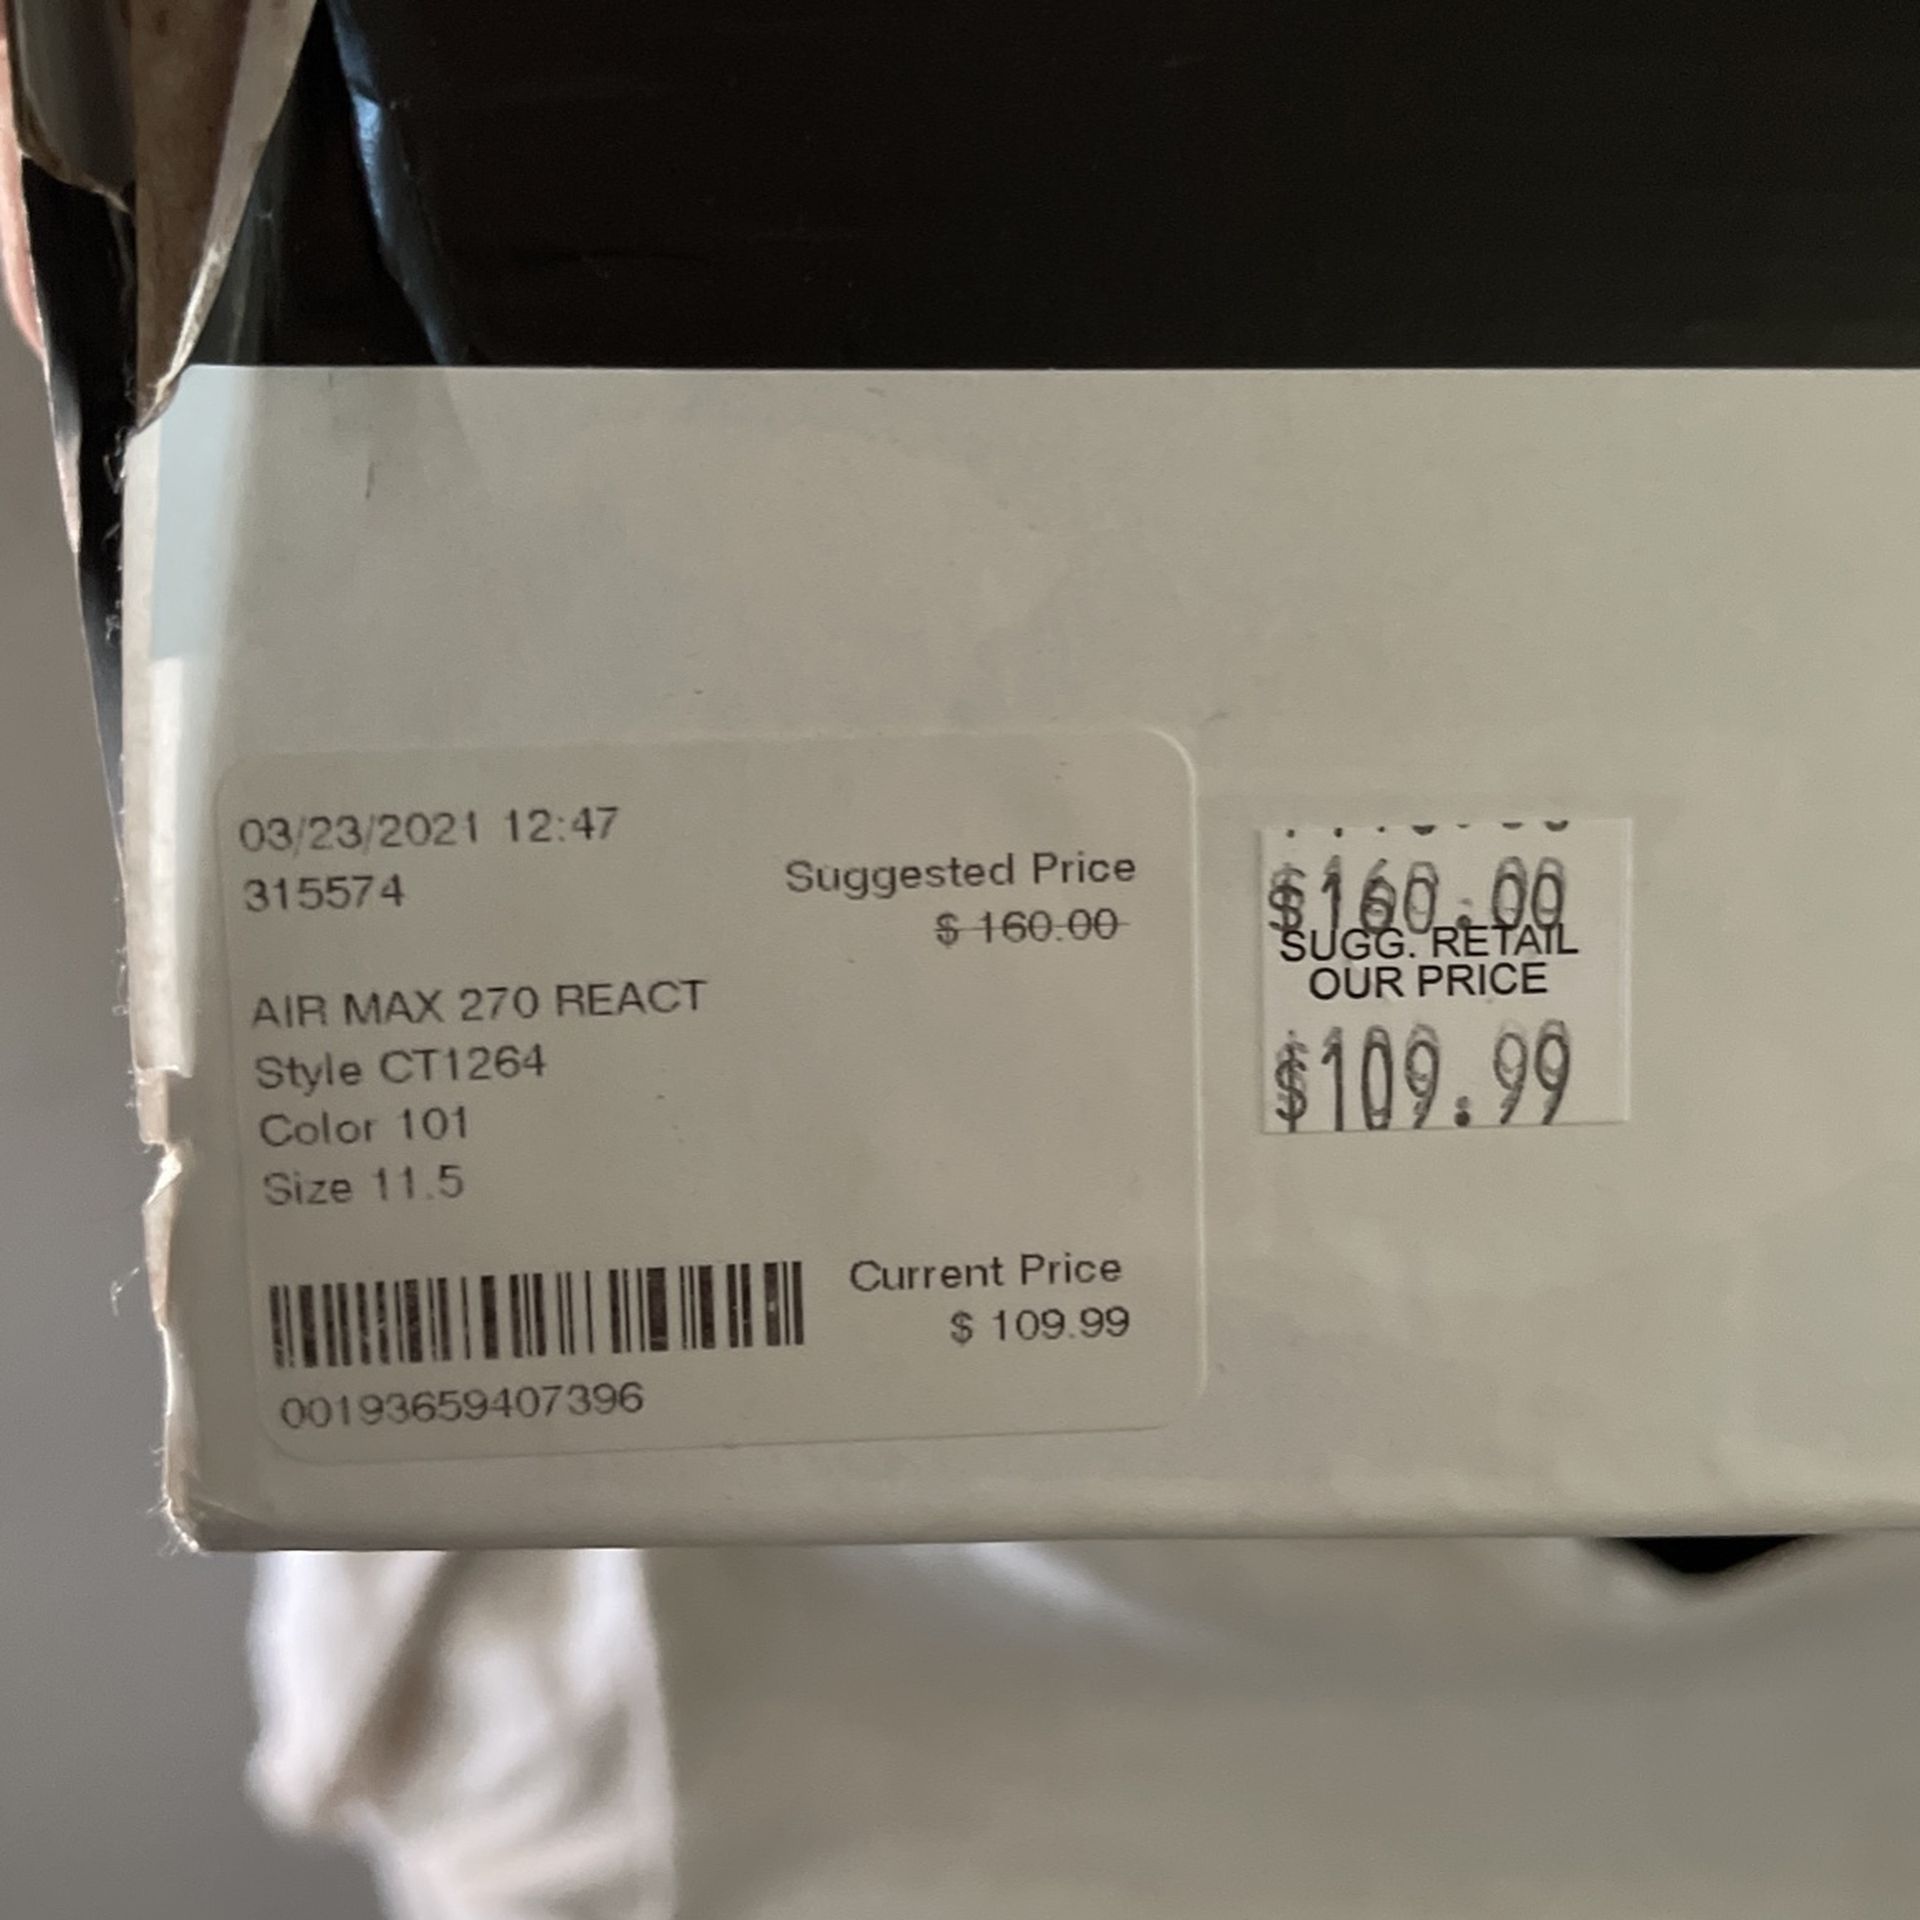 03/23/2021 12:47
315574
Suggested Price
$ 160.00
AIR MAX 270 REACT
Style CT1264
Color 101
Size 11.5
Current Price
$ 109.99
00193659407396
$160.00
SUGG. RETAIL
OUR PRICE
$109.99